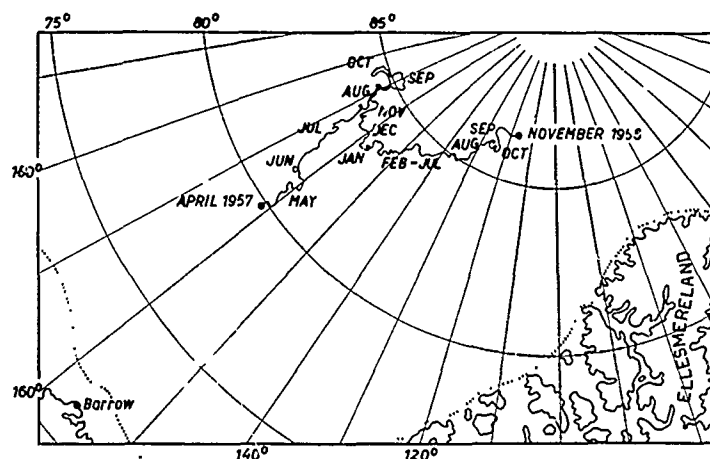 75°
80°
85°
OCT
SEP
AUG
NOV
JUL
DEC
SEP
NOVEMBER 1958
AUG
OCT
JAN
FEB-JUL
JUN
160°
APRIL 1957
MAY
ELLESMERELAND
160°
Barrow
140°
120°